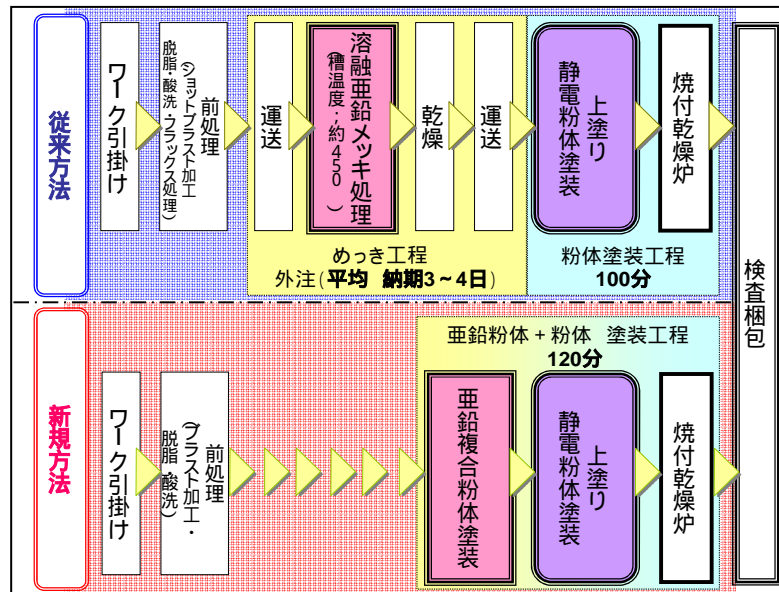 従来方法
ワーク引掛け
前処理
(ショットブラスト加工
脱脂・酸洗・フラックス処理)
運送
溶融亜鉛メッキ処理
(槽温度;約450 )
乾燥
運送
上塗り
静電粉体塗装
焼付乾燥炉
めっき工程
外注(平均 納期3~4日)
粉体塗装工程
100分
検査梱包
新規方法
ワーク引掛け
前処理
(ブラスト加工・
脱脂・酸洗)
亜鉛粉体+粉体 塗装工程
120分
亜鉛複合粉体塗装
上塗り
静電粉体塗装
焼付乾燥炉